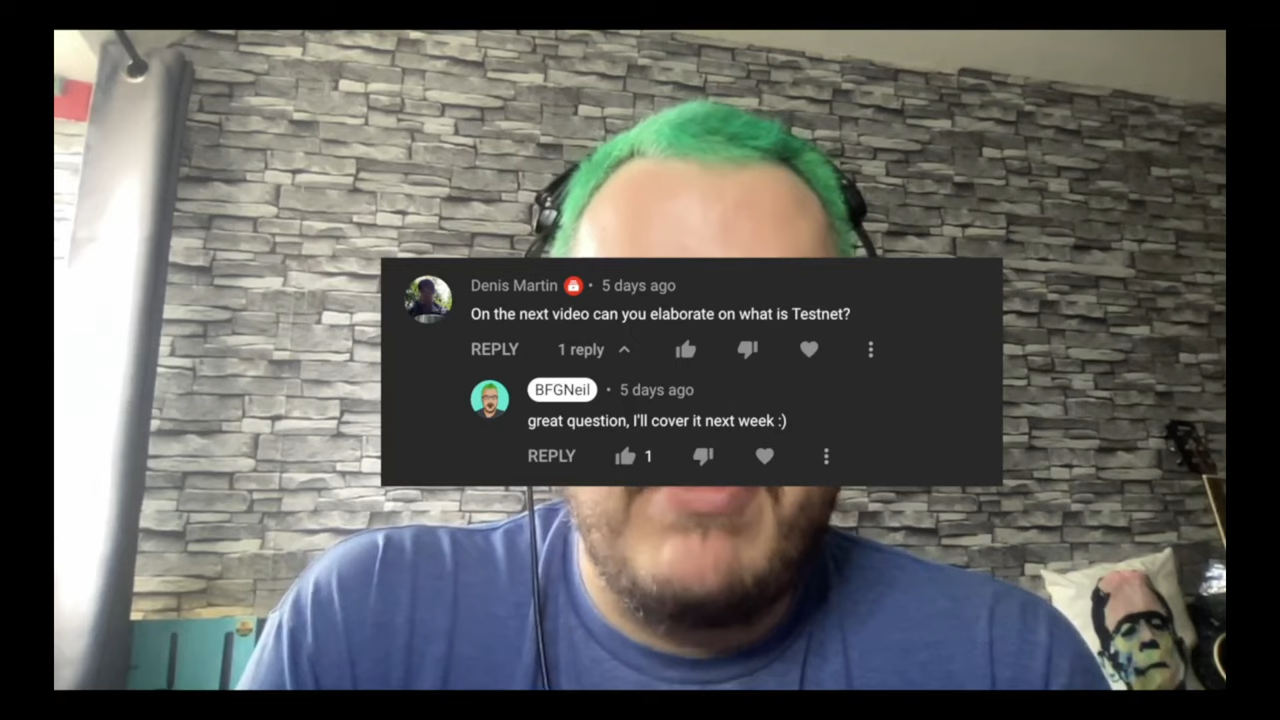 Denis Martin • 5 days ago
On the next video can you elaborate on what is Testnet?
REPLY 1 reply
BFGNeil • 5 days ago
great question, I'll cover it next week :)
REPLY 1